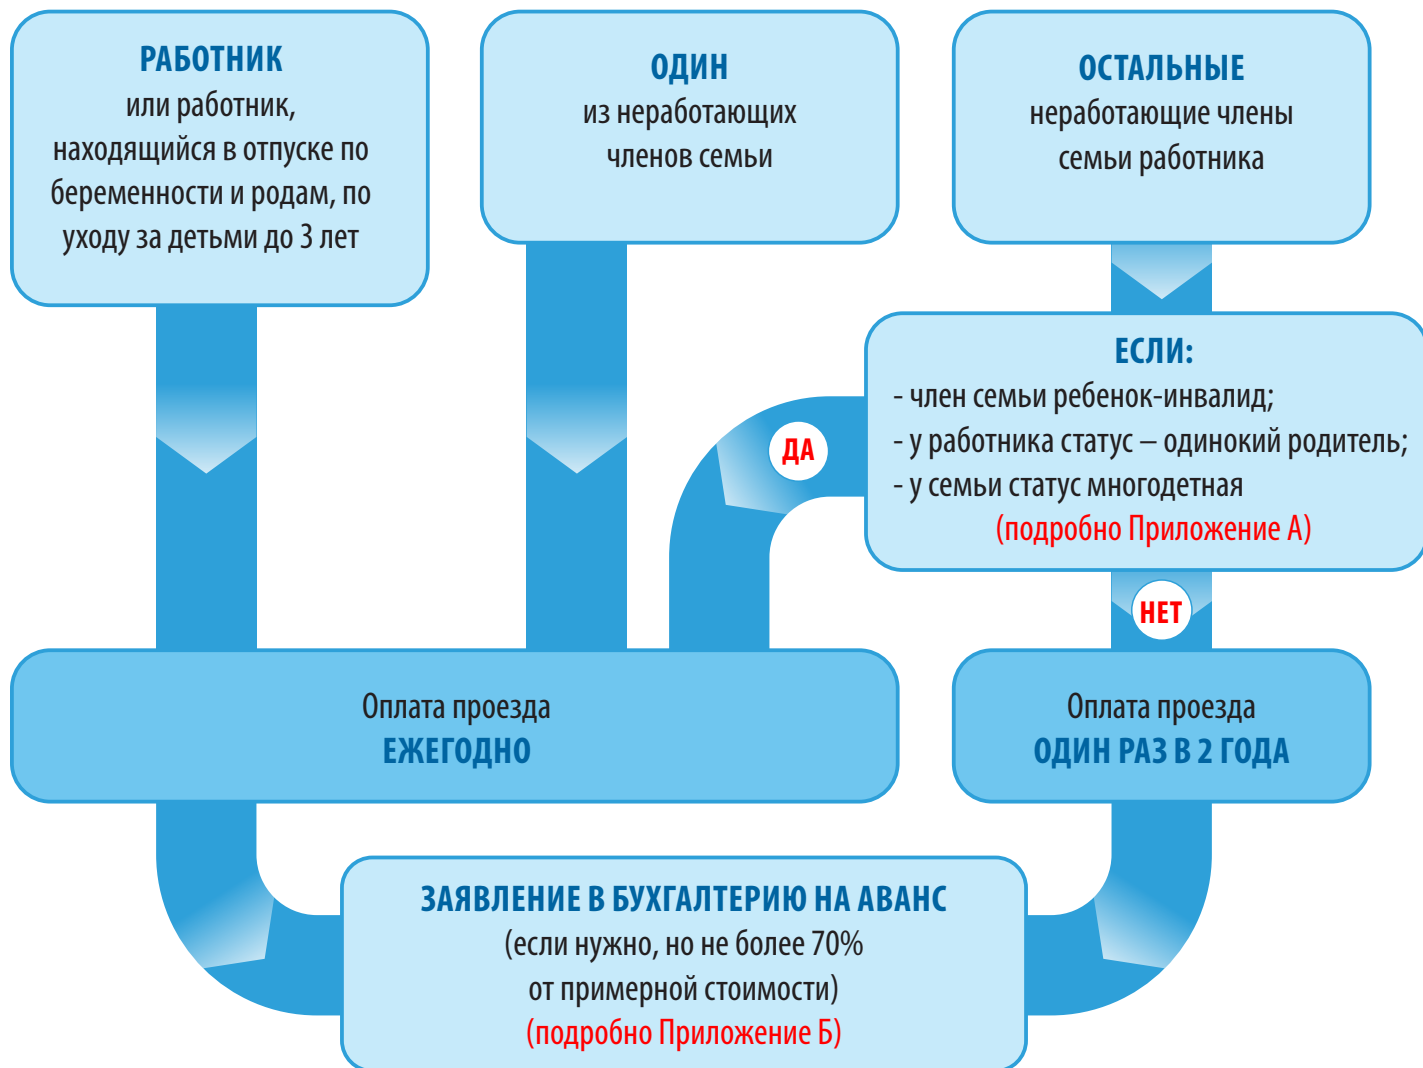 РАБОТНИК
или работник,
находящийся в отпуске по
беременности и родам, по
уходу за детьми до 3 лет
ОДИН
из неработающих
членов семьи
ОСТАЛЬНЫЕ
неработающие члены
семьи работника
ЕСЛИ:
- член семьи ребенок-инвалид;
- у работника статус – одинокий родитель;
- у семьи статус многодетная
(подробно Приложение А)
ДА
НЕТ
Оплата проезда
ЕЖЕГОДНО
Оплата проезда
ОДИН РАЗ В 2 ГОДА
ЗАЯВЛЕНИЕ В БУХГАЛТЕРИЮ НА АВАНС
(если нужно, но не более 70%
от примерной стоимости)
(подробно Приложение Б)